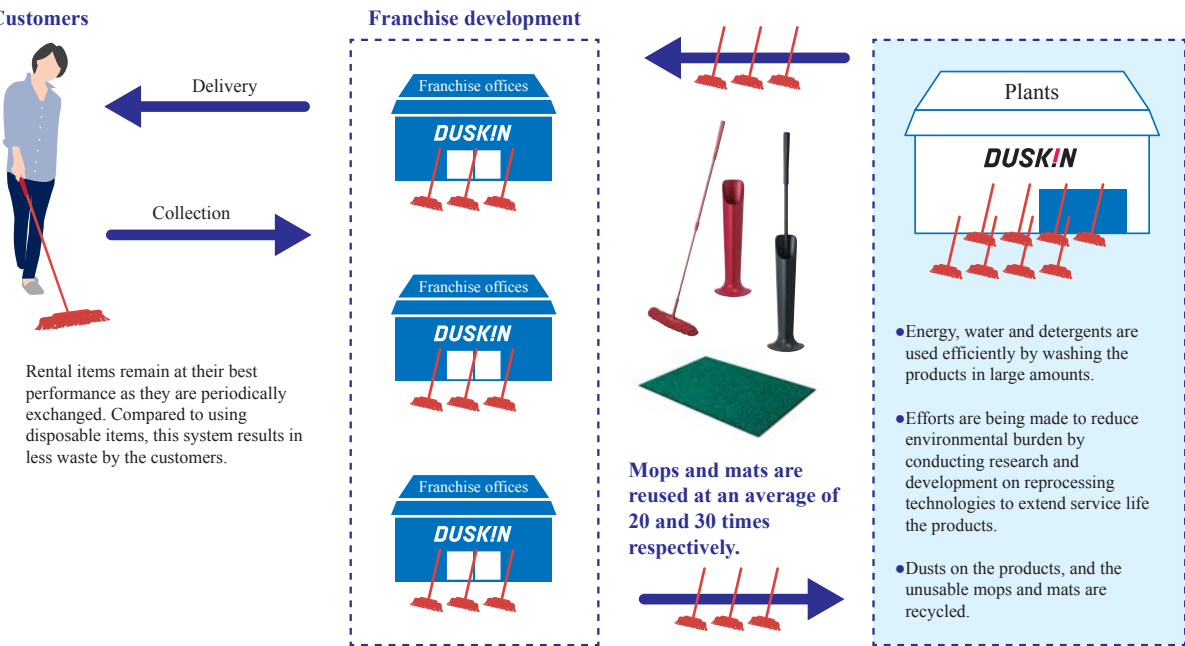 Customers
Franchise development
Delivery
Collection
Rental items remain at their best
performance as they are periodically
exchanged. Compared to using
disposable items, this system results in
less waste by the customers.
Franchise offices
DUSK!N
Franchise offices
DUSK!N
Franchise offices
DUSK!N
Mops and mats are
reused at an average of
20 and 30 times
respectively.
Plants
DUSK!N
●Energy, water and detergents are
used efficiently by washing the
products in large amounts.
●Efforts are being made to reduce
environmental burden by
conducting research and
development on reprocessing
technologies to extend service life
the products.
●Dusts on the products, and the
unusable mops and mats are
recycled.